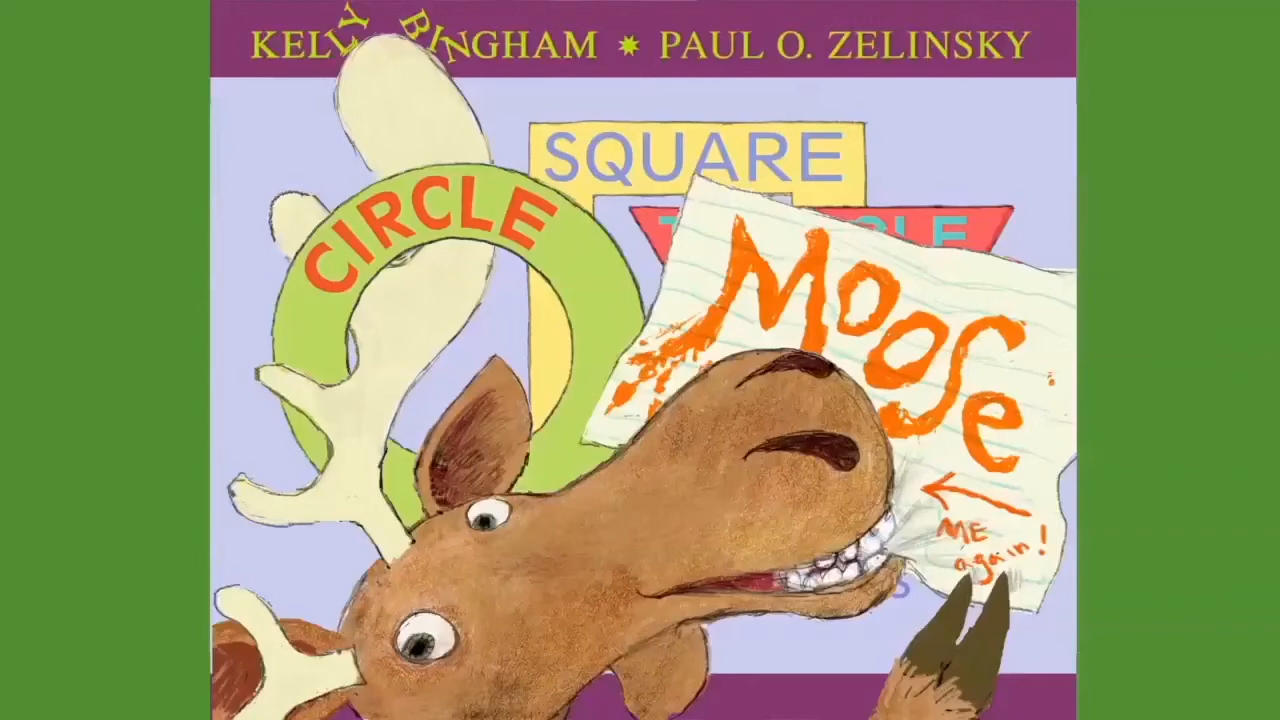 KELLY BINGHAM ✷ PAUL O. ZELINSKY
SQUARE
CIRCLE
Moose
ME
again!